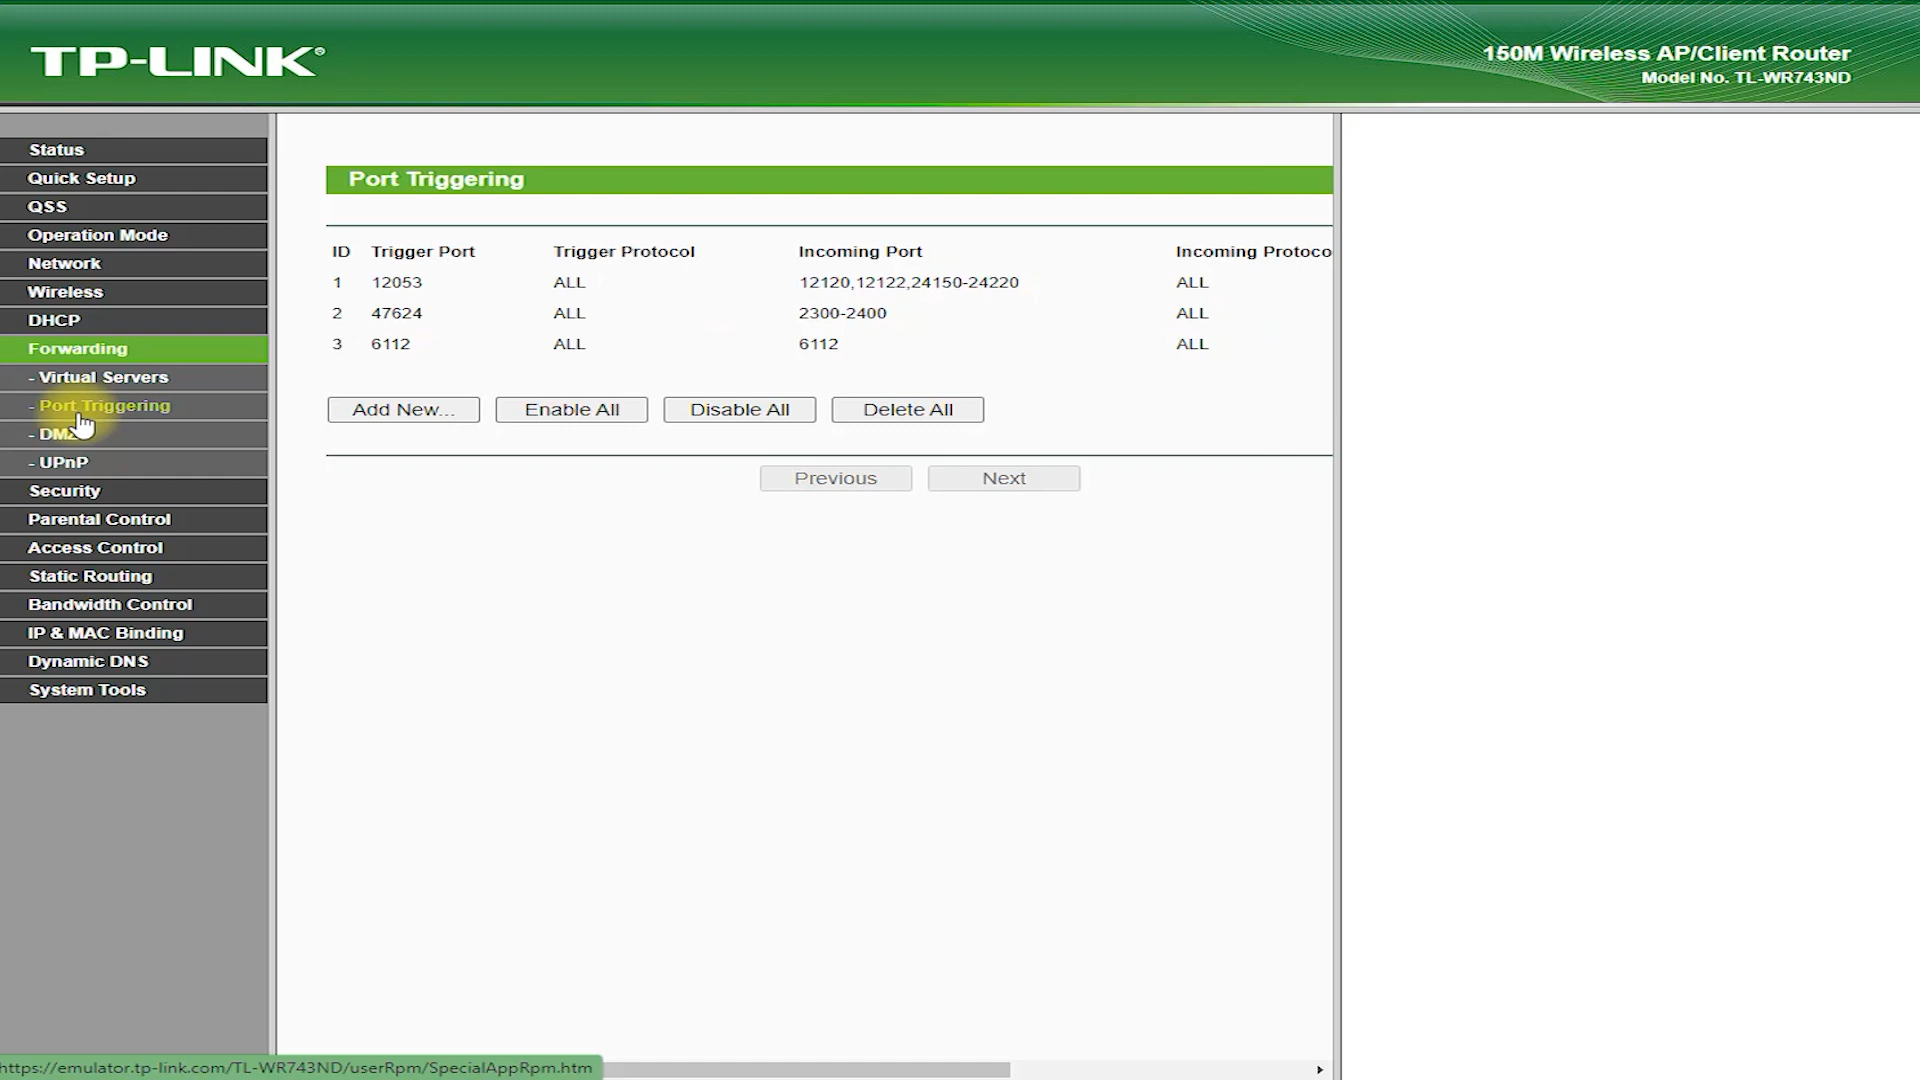 TP-LINK®
150M Wireless AP/Client Router
Model No. TL-WR743ND
Status
Quick Setup
QSS
Operation Mode
Network
Wireless
DHCP
Forwarding
- Virtual Servers
- Port Triggering
- UPnP
Security
Parental Control
Access Control
Static Routing
Bandwidth Control
IP & MAC Binding
Dynamic DNS
System Tools
Port Triggering
ID Trigger Port Trigger Protocol Incoming Port Incoming Protoco
1 12053 ALL 12120,12122,24150-24220 ALL
2 47624 ALL 2300-2400 ALL
3 6112 ALL 6112 ALL
Add New... Enable All Disable All Delete All
Previous Next
https://emulator.tp-link.com/TL-WR743ND/userRpm/SpecialAppRpm.htm